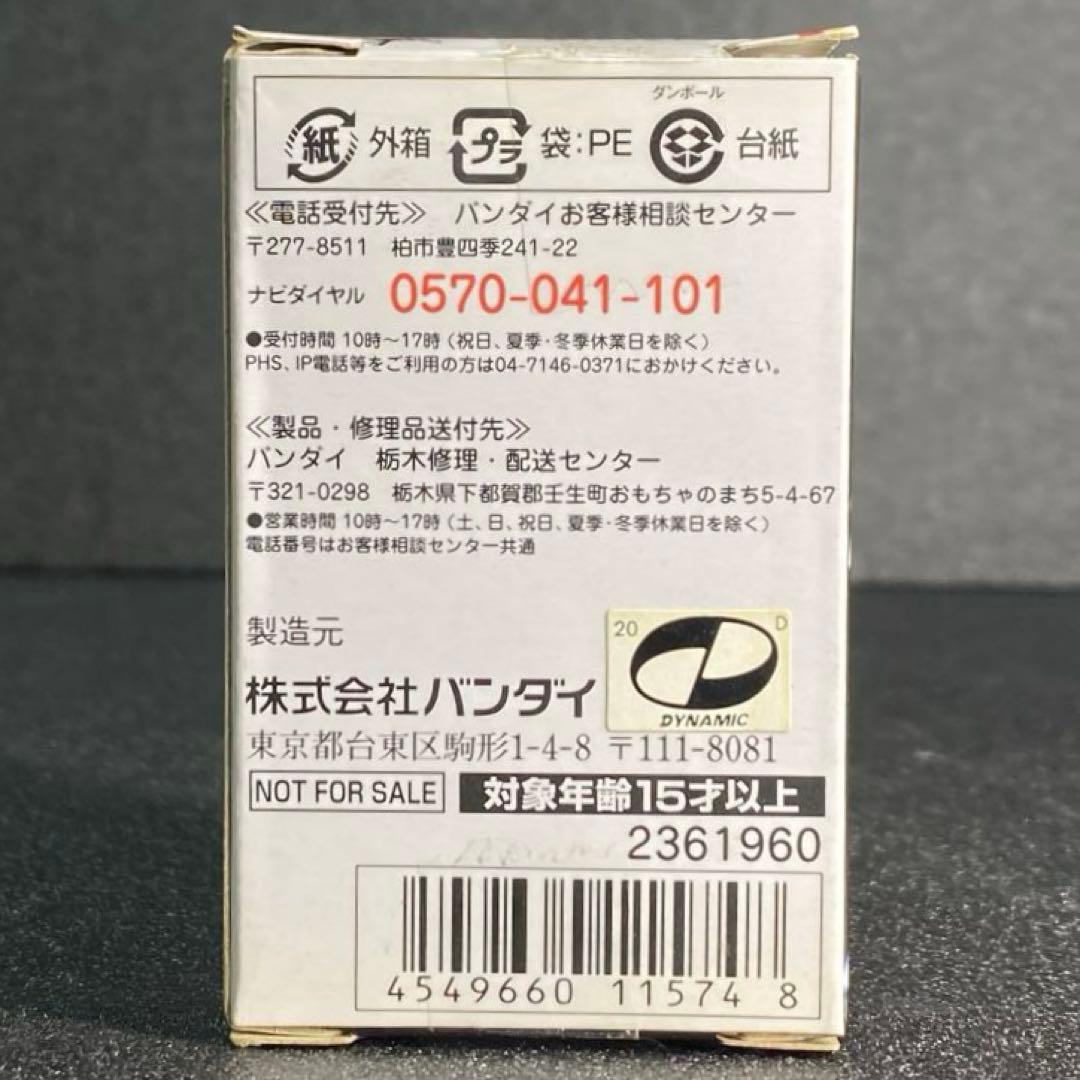 ダンボール
紙 外箱 プラ 袋：PE 台紙
≪電話受付先≫ バンダイお客様相談センター
〒277-8511 柏市豊四季241-22
ナビダイヤル 0570-041-101
●受付時間 10時～17時（祝日、夏季・冬季休業日を除く）
PHS、IP電話等をご利用の方は04-7146-0371におかけください。
≪製品・修理品送付先≫
バンダイ 栃木修理・配送センター
〒321-0298 栃木県下都賀郡壬生町おもちゃのまち5-4-67
●営業時間 10時～17時（土、日、祝日、夏季・冬季休業日を除く）
電話番号はお客様相談センター共通
製造元
20 D
DYNAMIC
株式会社バンダイ
東京都台東区駒形1-4-8 〒111-8081
NOT FOR SALE 対象年齢15才以上
2361960
4549660 115748